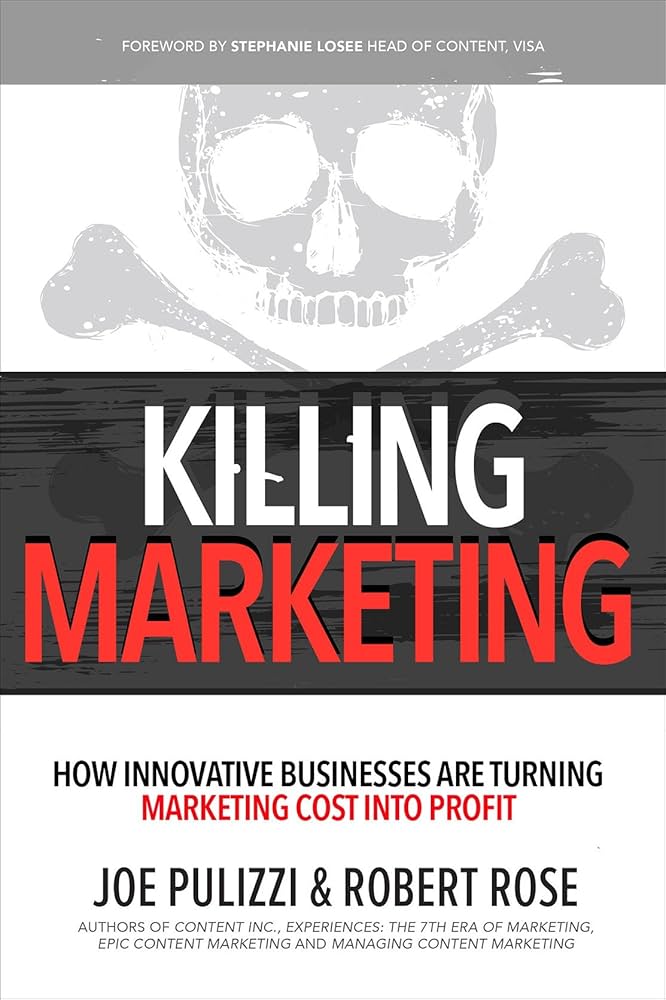 FOREWORD BY STEPHANIE LOSEE HEAD OF CONTENT, VISA
KILLING
MARKETING
HOW INNOVATIVE BUSINESSES ARE TURNING
MARKETING COST INTO PROFIT
JOE PULIZZI & ROBERT ROSE
AUTHORS OF CONTENT INC., EXPERIENCES: THE 7TH ERA OF MARKETING,
EPIC CONTENT MARKETING AND MANAGING CONTENT MARKETING